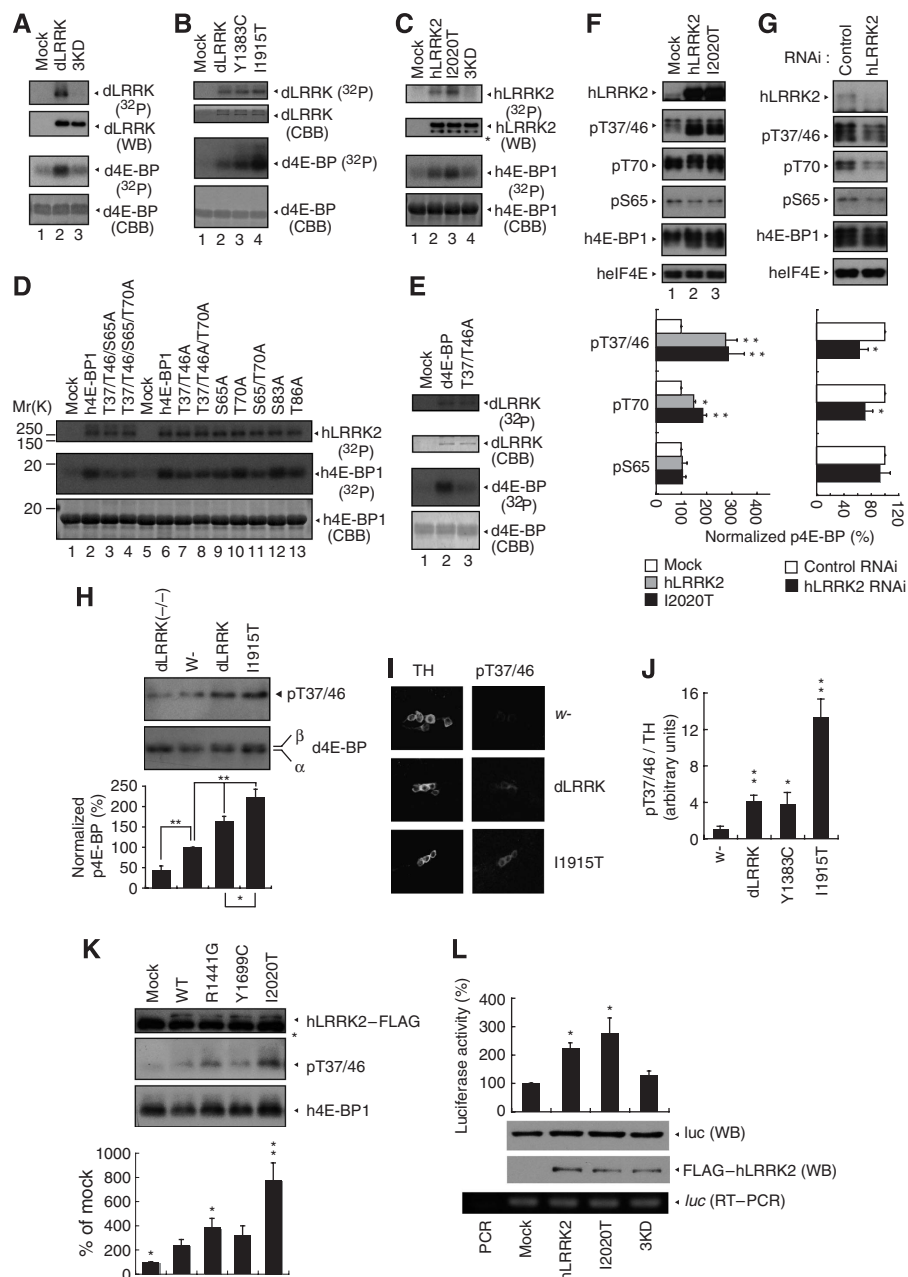 A
Mock
dLRRK
3KD
dLRRK
(32P)
dLRRK
(WB)
d4E-BP
(32P)
d4E-BP
(CBB)
1 2 3
B
Mock
dLRRK
Y1383C
I1915T
dLRRK (32P)
dLRRK
(CBB)
d4E-BP (32P)
d4E-BP
(CBB)
1 2 3 4
C
Mock
hLRRK2
I2020T
3KD
hLRRK2
(32P)
hLRRK2
* (WB)
h4E-BP1
(32P)
h4E-BP1
(CBB)
1 2 3 4
D
Mock
h4E-BP1
T37/T46/S65A
T37/T46/S65/T70A
Mock
h4E-BP1
T37/T46A
T37/T46A/T70A
S65A
T70A
S65/T70A
S83A
T86A
Mr(K)
250
150
20
20
hLRRK2
(32P)
h4E-BP1
(32P)
h4E-BP1
(CBB)
1 2 3 4 5 6 7 8 9 10 11 12 13
E
Mock
d4E-BP
T37/T46A
dLRRK
(32P)
dLRRK
(CBB)
d4E-BP
(32P)
d4E-BP
(CBB)
1 2 3
F
Mock
hLRRK2
I2020T
hLRRK2
pT37/46
pT70
pS65
h4E-BP1
heIF4E
1 2 3
pT37/46
* *
* *
pT70
*
* *
pS65
0
100
200
400
Mock
hLRRK2
I2020T
G
RNAi :
Control
hLRRK2
hLRRK2
pT37/46
pT70
pS65
h4E-BP1
heIF4E
*
*
0 40 80 120
Normalized p4E-BP (%)
Control RNAi
hLRRK2 RNAi
H
dLRRK(−/−)
W-
dLRRK
I1915T
pT37/46
β
d4E-BP
α
Normalized
p4E-BP (%)
250
200
150
100
50
0
**
**
*
I
TH
pT37/46
w-
dLRRK
I1915T
J
pT37/46 / TH
(arbitrary units)
16
12
8
4
0
* *
*
* *
w-
dLRRK
Y1383C
I1915T
K
Mock
WT
R1441G
Y1699C
I2020T
hLRRK2–FLAG
*
pT37/46
h4E-BP1
% of mock
1000
800
600
400
200
0
*
*
* *
L
Luciferase activity (%)
400
300
200
100
0
*
*
luc (WB)
FLAG–hLRRK2 (WB)
luc (RT–PCR)
PCR
Mock
hLRRK2
I2020T
3KD